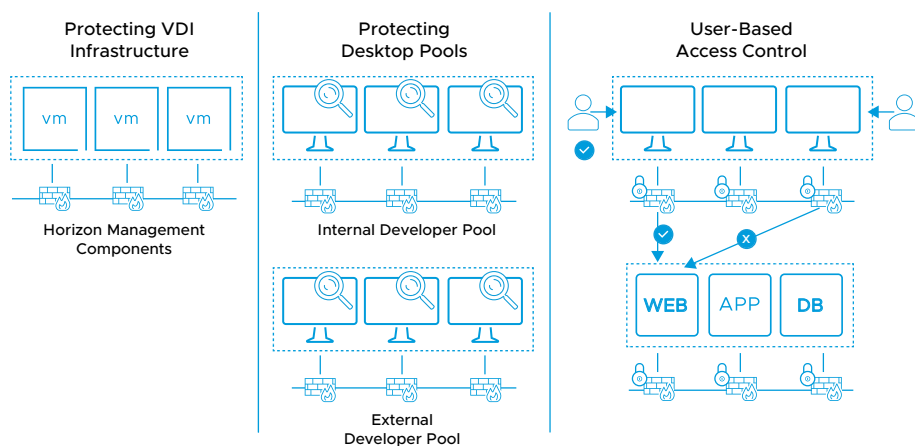 Protecting VDI
Infrastructure
vm vm vm
Horizon Management
Components
Protecting
Desktop Pools
Internal Developer Pool
External
Developer Pool
User-Based
Access Control
X
WEB APP DB